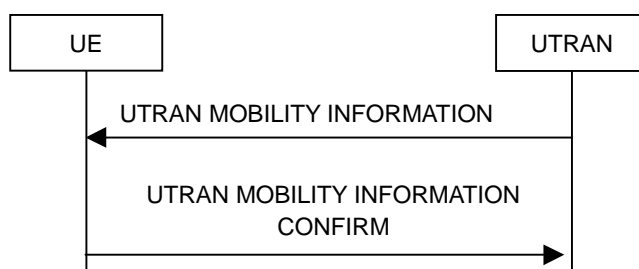 UE
UTRAN
UTRAN MOBILITY INFORMATION
UTRAN MOBILITY INFORMATION
CONFIRM